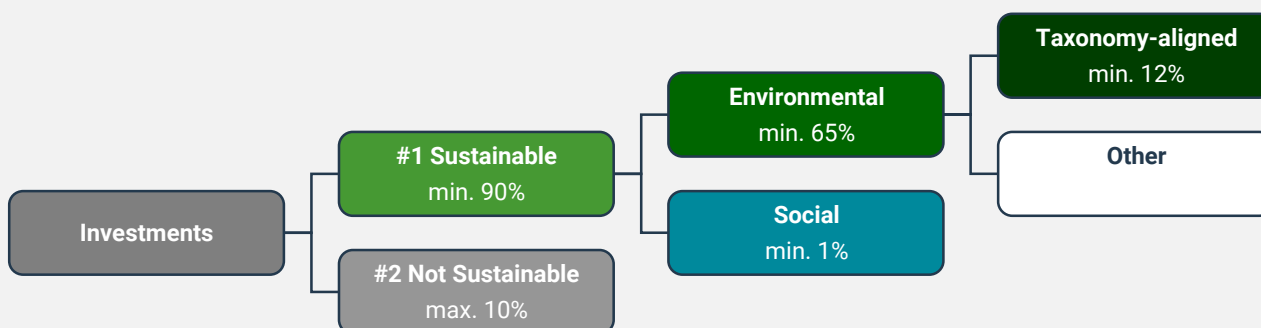 Investments
#1 Sustainable
min. 90%
#2 Not Sustainable
max. 10%
Environmental
min. 65%
Social
min. 1%
Taxonomy-aligned
min. 12%
Other